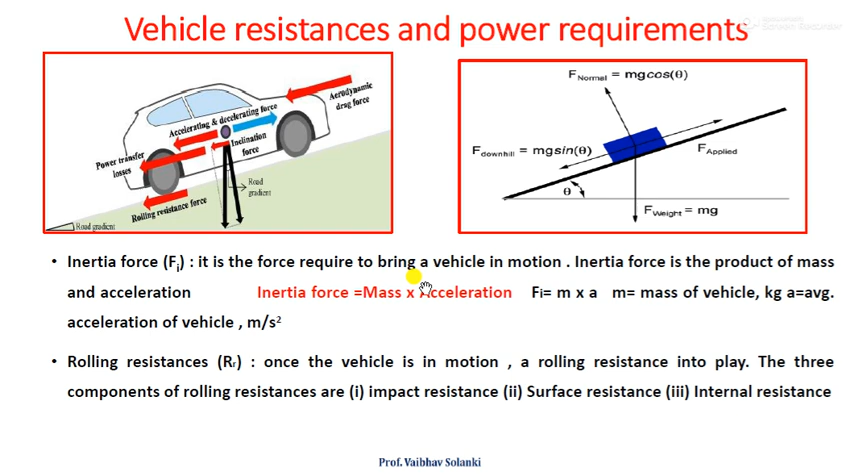 Vehicle resistances and power requirements
Screen Recorder
Aerodynamic
drag force
Accelerating & decelerating force
Inclination
force
Power transfer
losses
Road
gradient
Rolling resistance force
Road gradient
F Normal = mgcos(θ)
F downhill = mgsin(θ)
F Applied
θ
F Weight = mg
• Inertia force (Fi) : it is the force require to bring a vehicle in motion . Inertia force is the product of mass
and acceleration Inertia force =Mass x Acceleration Fi= m x a m= mass of vehicle, kg a=avg.
acceleration of vehicle , m/s²
• Rolling resistances (Rr) : once the vehicle is in motion , a rolling resistance into play. The three
components of rolling resistances are (i) impact resistance (ii) Surface resistance (iii) Internal resistance
Prof. Vaibhav Solanki